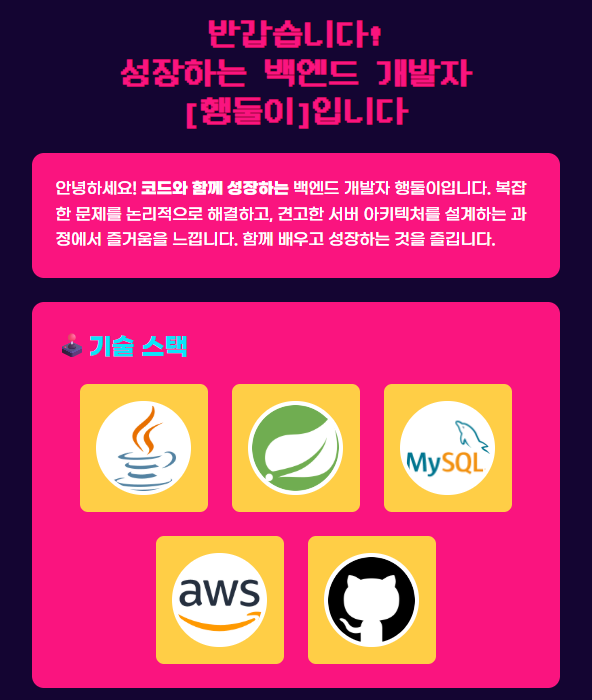 반갑습니다!
성장하는 백엔드 개발자
[행둘이]입니다
안녕하세요! 코드와 함께 성장하는 백엔드 개발자 행둘이입니다. 복잡
한 문제를 논리적으로 해결하고, 견고한 서버 아키텍처를 설계하는 과
정에서 즐거움을 느낍니다. 함께 배우고 성장하는 것을 즐깁니다.
기술 스택
MySQL
aws